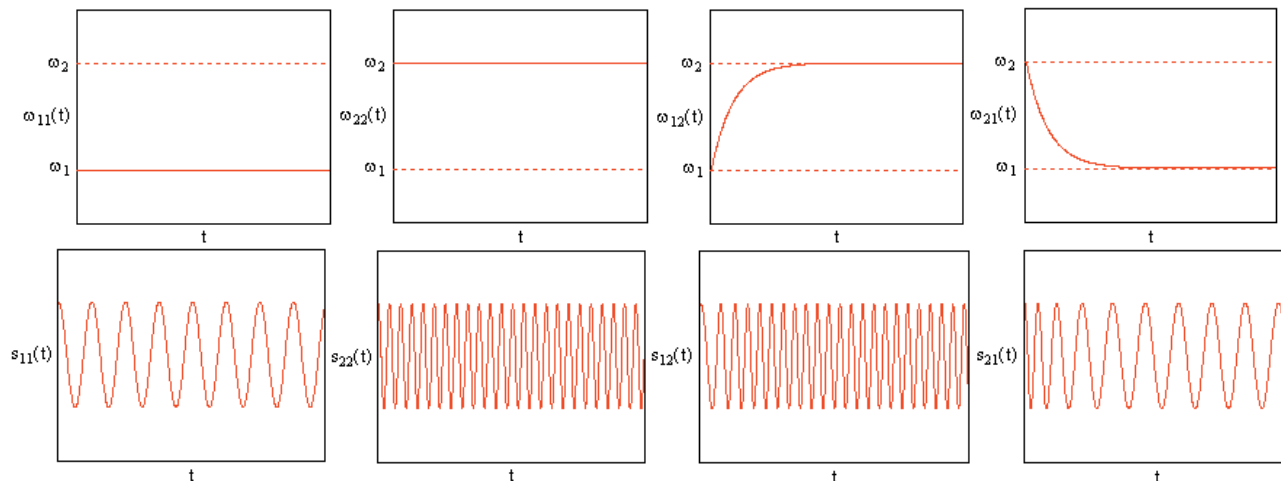 ω2
ω11(t)
ω1
t
ω2
ω22(t)
ω1
t
ω2
ω12(t)
ω1
t
ω2
ω21(t)
ω1
t
s11(t)
t
s22(t)
t
s12(t)
t
s21(t)
t